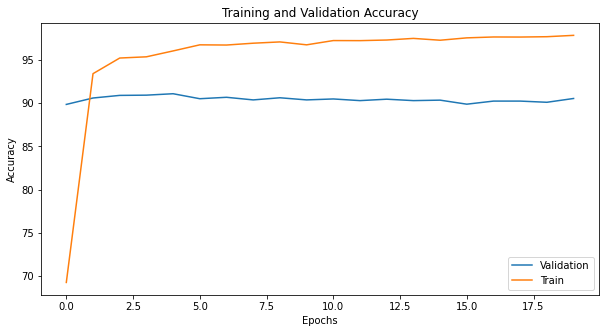 Training and Validation Accuracy
Accuracy
95
90
85
80
75
70
0.0 2.5 5.0 7.5 10.0 12.5 15.0 17.5
Epochs
Validation
Train